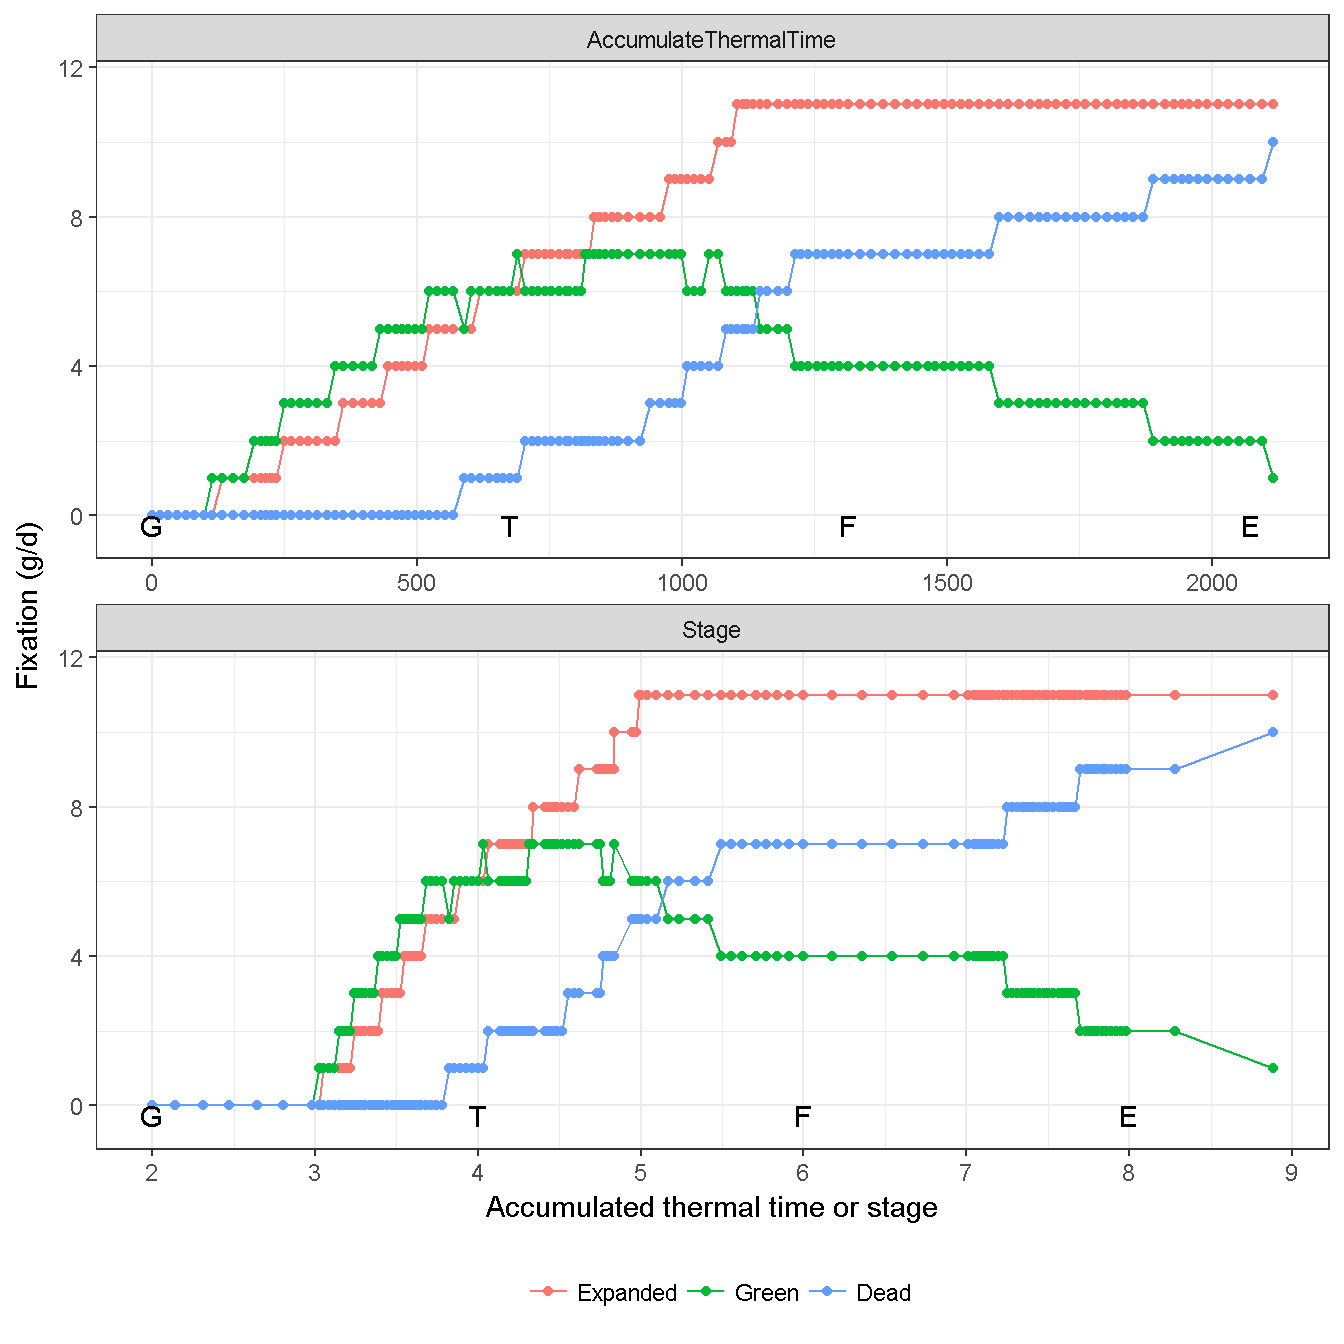 AccumulateThermalTime
12
8
4
0
G T F E
0 500 1000 1500 2000
Fixation (g/d)
Stage
12
8
4
0
G T F E
2 3 4 5 6 7 8 9
Accumulated thermal time or stage
Expanded Green Dead